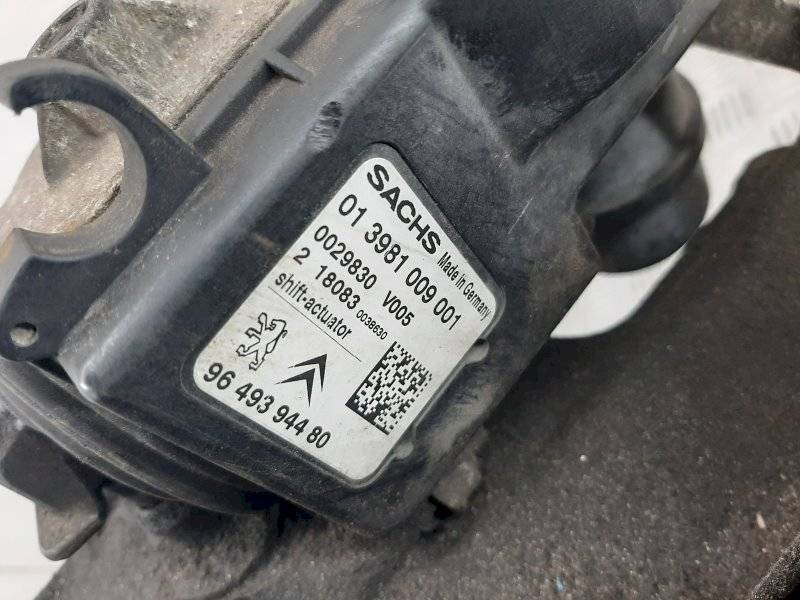 SACHS Made in Germany
01 3981 009 001
0029830 V005
2 18083 0038630
shift-actuator
96 493 944 80